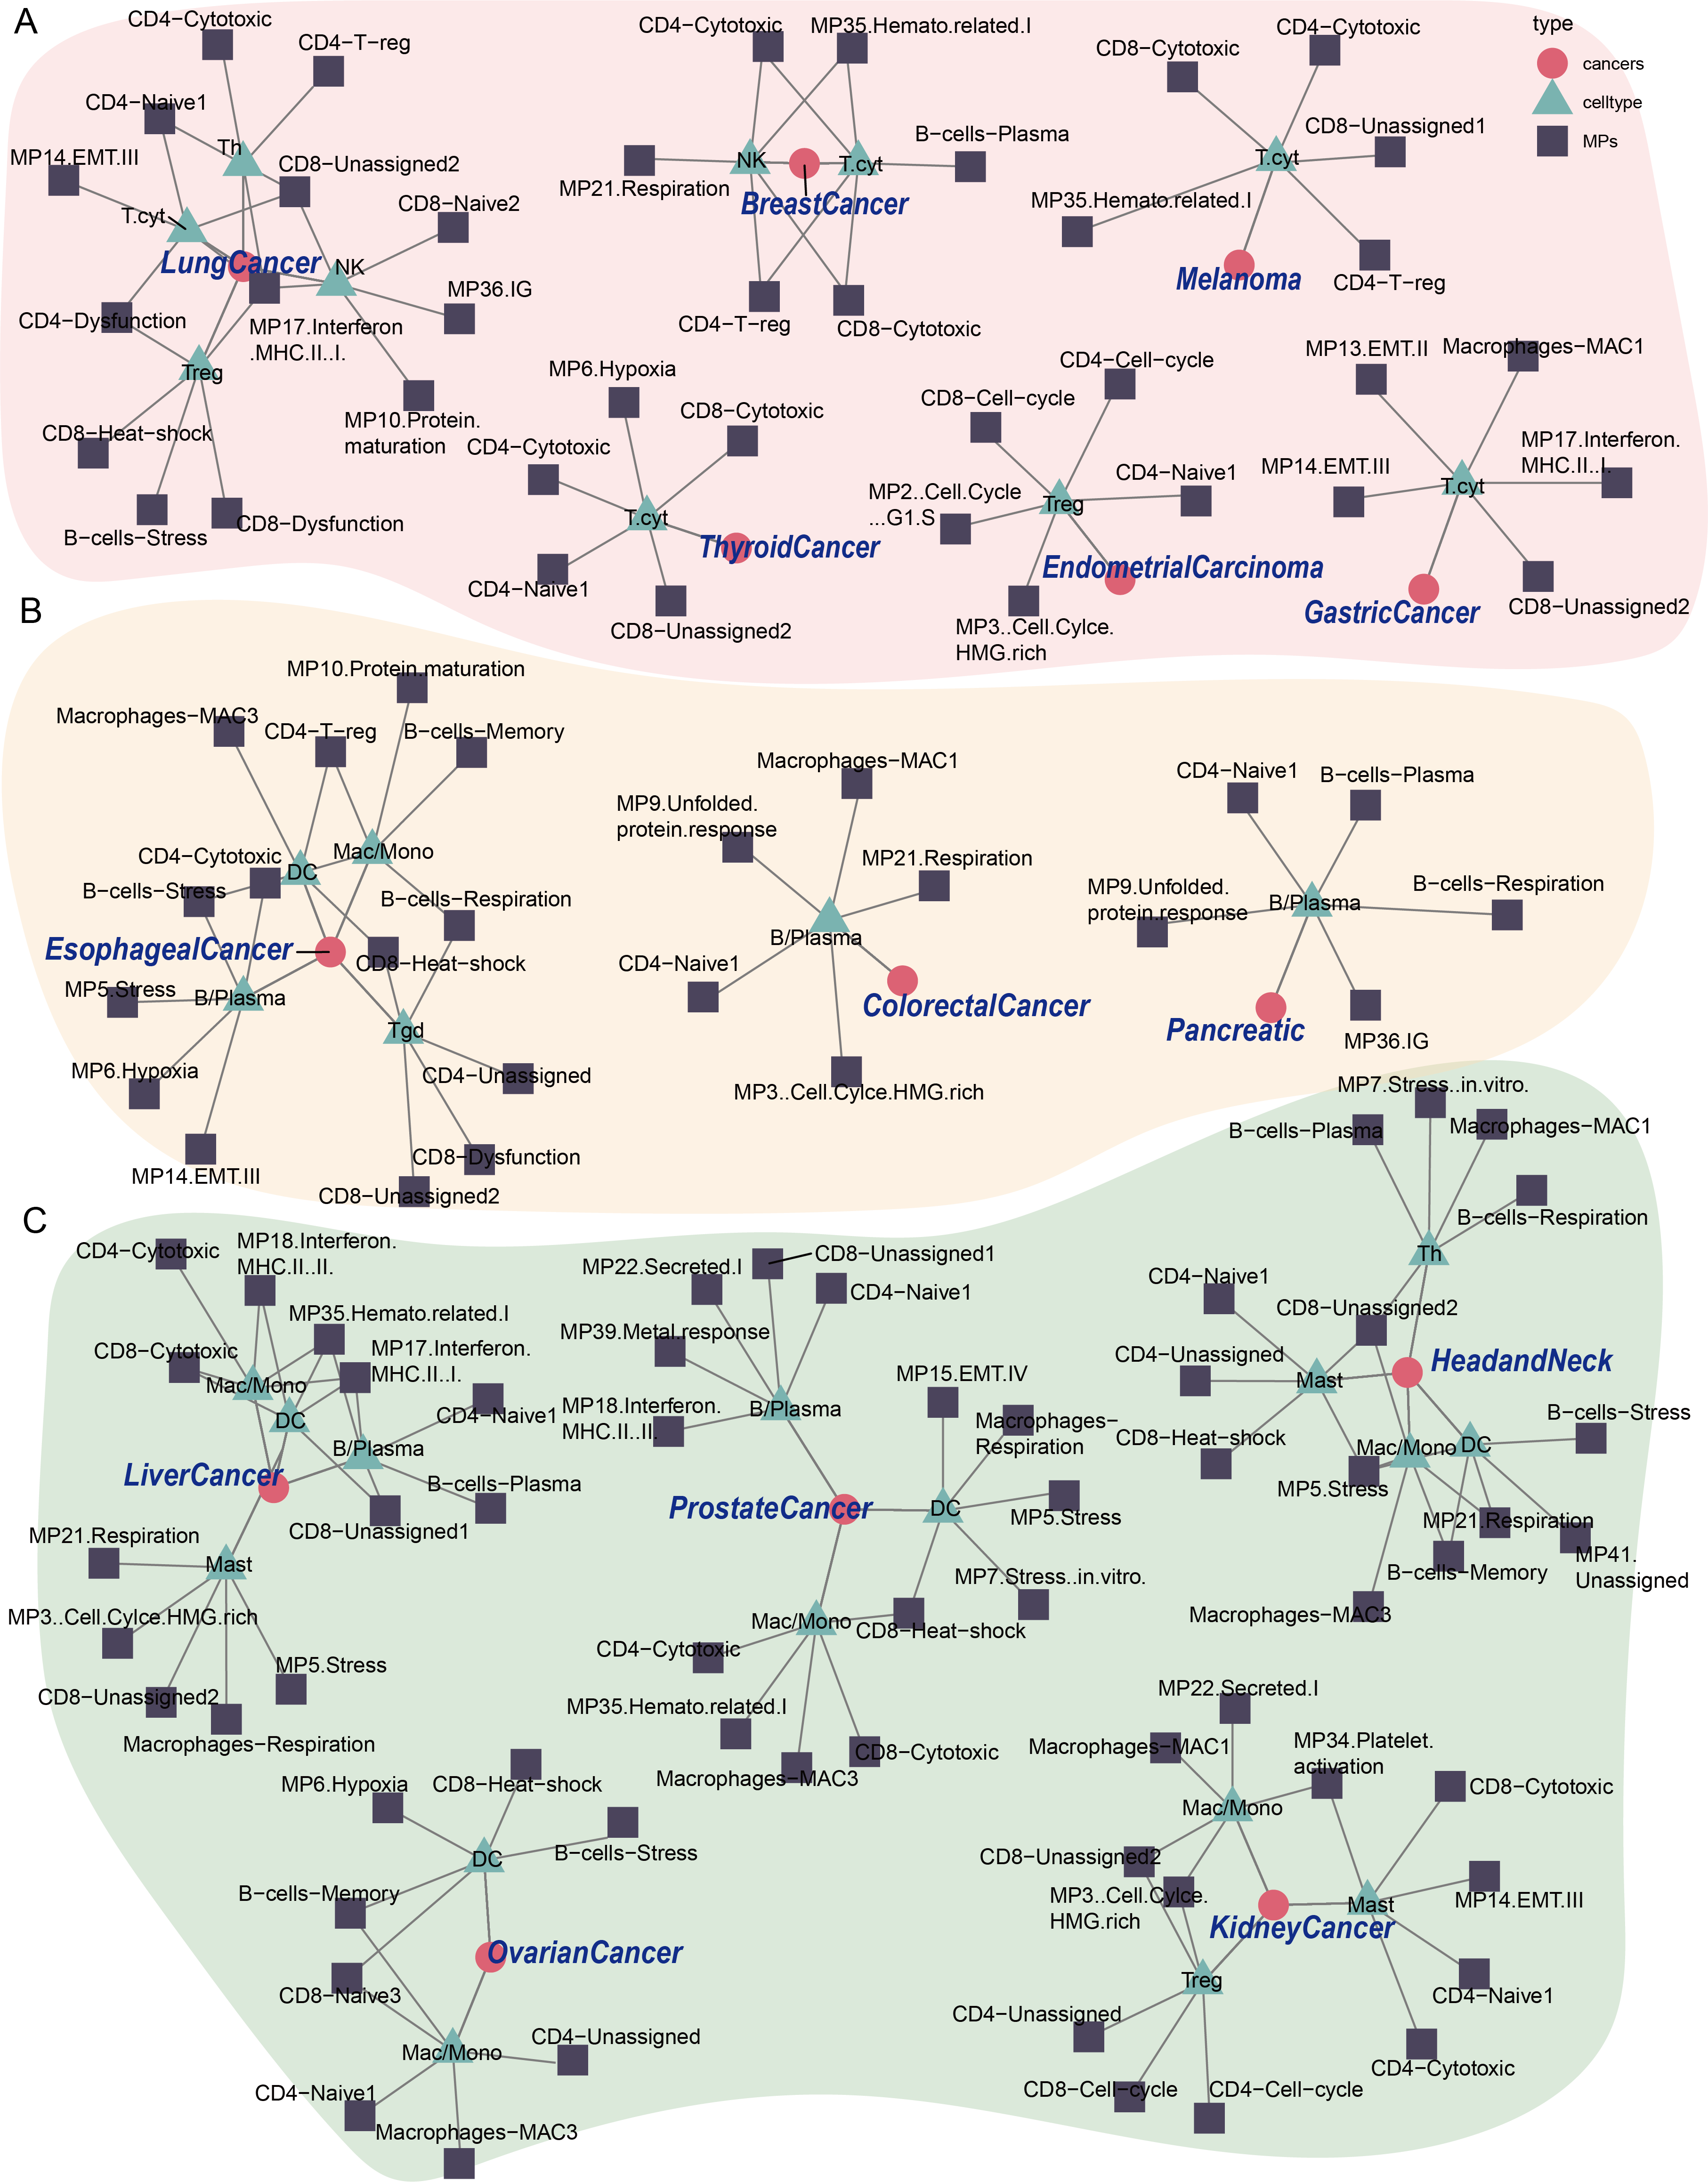 A
CD4−Cytotoxic
CD4−T−reg
CD4−Naive1
Th
MP14.EMT.III
CD8−Unassigned2
T.cyt
CD8−Naive2
LungCancer
NK
MP36.IG
CD4−Dysfunction
MP17.Interferon
.MHC.II..I.
Treg
MP10.Protein.
maturation
CD8−Heat−shock
B−cells−Stress
CD8−Dysfunction
CD4−Cytotoxic
MP35.Hemato.related.I
B−cells−Plasma
NK
T.cyt
MP21.Respiration
BreastCancer
CD4−T−reg
CD8−Cytotoxic
CD8−Cytotoxic
CD4−Cytotoxic
CD8−Unassigned1
T.cyt
MP35.Hemato.related.I
Melanoma
CD4−T−reg
type
cancers
celltype
MPs
MP6.Hypoxia
CD8−Cytotoxic
CD4−Cytotoxic
T.cyt
ThyroidCancer
CD4−Naive1
CD8−Unassigned2
CD4−Cell−cycle
CD8−Cell−cycle
CD4−Naive1
MP2..Cell.Cycle
...G1.S
Treg
EndometrialCarcinoma
MP3..Cell.Cylce.
HMG.rich
MP13.EMT.II
Macrophages−MAC1
MP14.EMT.III
MP17.Interferon.
MHC.II..I.
T.cyt
GastricCancer
CD8−Unassigned2
B
MP10.Protein.maturation
Macrophages−MAC3
CD4−T−reg
B−cells−Memory
CD4−Cytotoxic
Mac/Mono
DC
B−cells−Stress
B−cells−Respiration
EsophagealCancer
CD8−Heat−shock
MP5.Stress
B/Plasma
Tgd
MP6.Hypoxia
CD4−Unassigned
MP14.EMT.III
CD8−Dysfunction
CD8−Unassigned2
Macrophages−MAC1
MP9.Unfolded.
protein.response
MP21.Respiration
B/Plasma
CD4−Naive1
ColorectalCancer
MP3..Cell.Cylce.HMG.rich
CD4−Naive1
B−cells−Plasma
MP9.Unfolded.
protein.response
B−cells−Respiration
B/Plasma
Pancreatic
MP36.IG
C
CD4−Cytotoxic
MP18.Interferon.
MHC.II..II.
MP35.Hemato.related.I
CD8−Cytotoxic
MP17.Interferon.
MHC.II..I.
Mac/Mono
DC
CD4−Naive1
B/Plasma
LiverCancer
B−cells−Plasma
CD8−Unassigned1
MP21.Respiration
Mast
MP3..Cell.Cylce.HMG.rich
MP5.Stress
CD8−Unassigned2
Macrophages−Respiration
MP22.Secreted.I
CD8−Unassigned1
CD4−Naive1
MP39.Metal.response
MP18.Interferon.
MHC.II..II.
B/Plasma
MP15.EMT.IV
Macrophages−
Respiration
ProstateCancer
DC
MP5.Stress
MP7.Stress..in.vitro.
Mac/Mono
CD8−Heat−shock
CD4−Cytotoxic
MP35.Hemato.related.I
Macrophages−MAC3
CD8−Cytotoxic
MP7.Stress..in.vitro.
B−cells−Plasma
Macrophages−MAC1
B−cells−Respiration
Th
CD4−Naive1
CD8−Unassigned2
CD4−Unassigned
Mast
HeadandNeck
CD8−Heat−shock
Mac/Mono
DC
B−cells−Stress
MP5.Stress
MP21.Respiration
B−cells−Memory
MP41.
Unassigned
Macrophages−MAC3
MP6.Hypoxia
CD8−Heat−shock
DC
B−cells−Stress
B−cells−Memory
OvarianCancer
CD8−Naive3
Mac/Mono
CD4−Unassigned
CD4−Naive1
Macrophages−MAC3
MP22.Secreted.I
Macrophages−MAC1
MP34.Platelet.
activation
CD8−Cytotoxic
Mac/Mono
CD8−Unassigned2
MP3..Cell.Cylce.
HMG.rich
Mast
MP14.EMT.III
KidneyCancer
Treg
CD4−Naive1
CD4−Unassigned
CD4−Cytotoxic
CD8−Cell−cycle
CD4−Cell−cycle